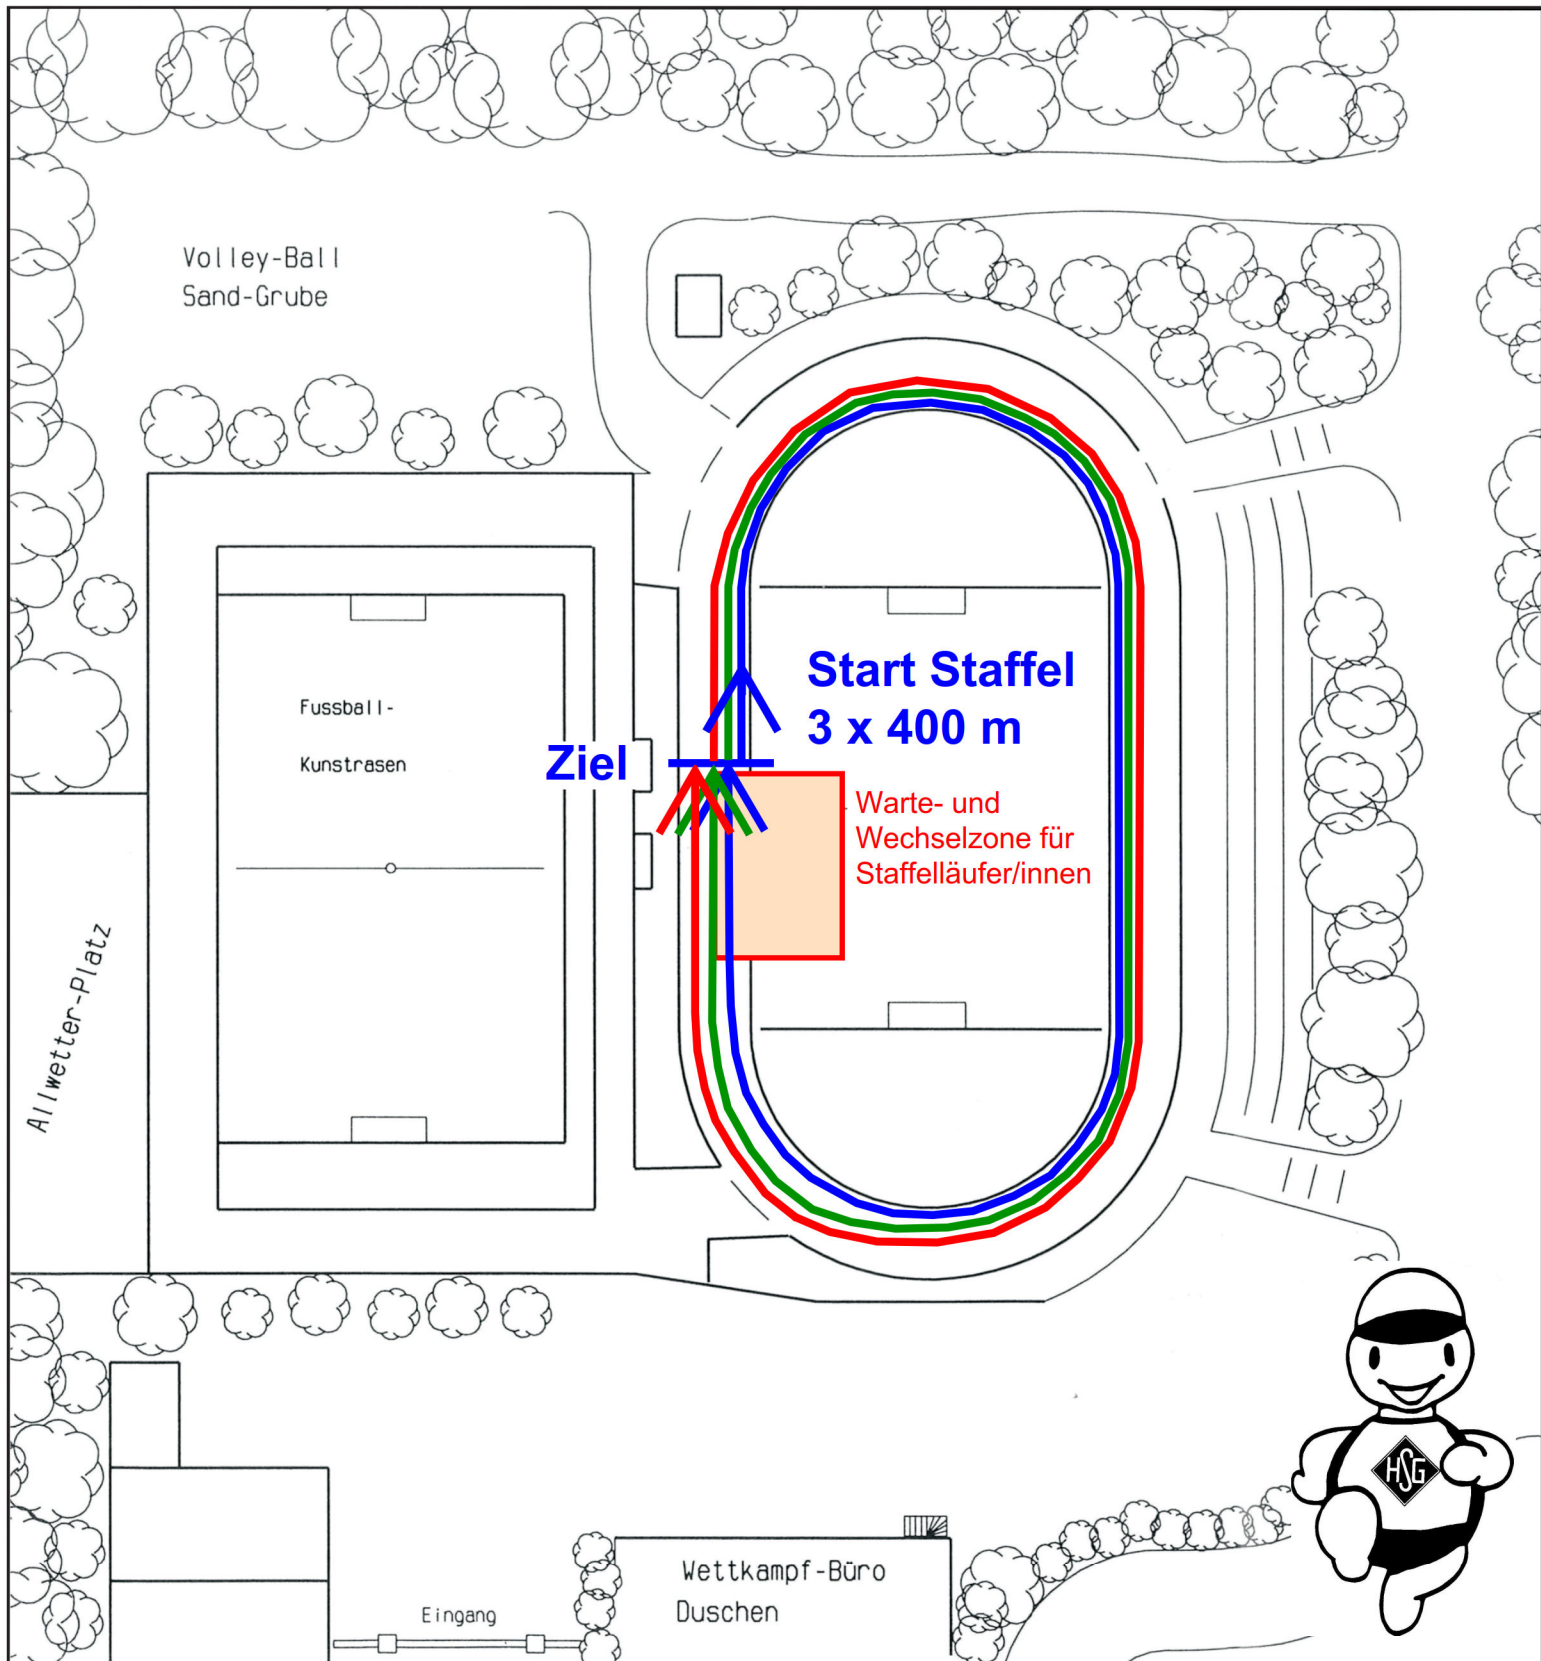 Volley-Ball
Sand-Grube
Fussball-
Kunstrasen
Start Staffel
3 x 400 m
Ziel
Warte- und
Wechselzone für
Staffelläufer/innen
Allwetter-Platz
HSG
Wettkampf-Büro
Duschen
Eingang